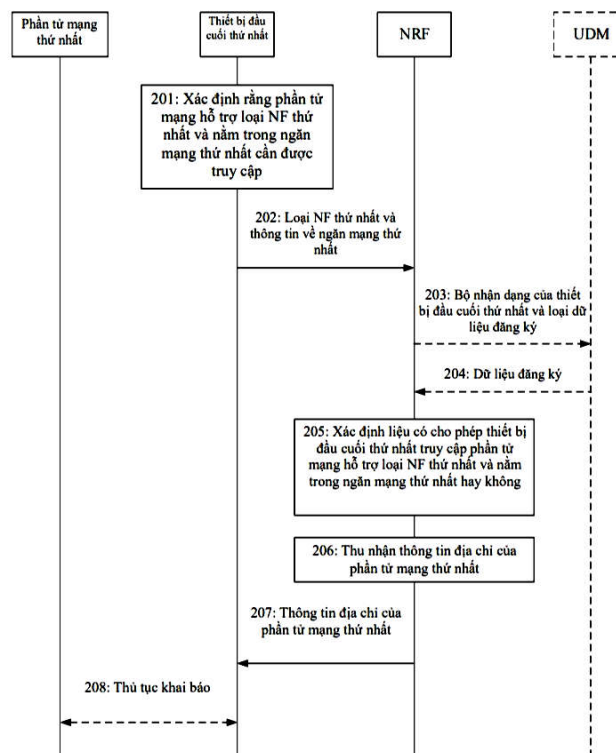 Phần tử mạng
thứ nhất
Thiết bị đầu
cuối thứ nhất
NRF
UDM
201: Xác định rằng phần tử
mạng hỗ trợ loại NF thứ
nhất và nằm trong ngăn
mạng thứ nhất cần được
truy cập
202: Loại NF thứ nhất và
thông tin về ngăn mạng thứ
nhất
203: Bộ nhận dạng của thiết
bị đầu cuối thứ nhất và loại dữ
liệu đăng ký
204: Dữ liệu đăng ký
205: Xác định liệu có cho phép thiết bị
đầu cuối thứ nhất truy cập phần tử
mạng hỗ trợ loại NF thứ nhất và nằm
trong ngăn mạng thứ nhất hay không
206: Thu nhận thông tin địa chỉ của
phần tử mạng thứ nhất
207: Thông tin địa chỉ của
phần tử mạng thứ nhất
208: Thủ tục khai báo